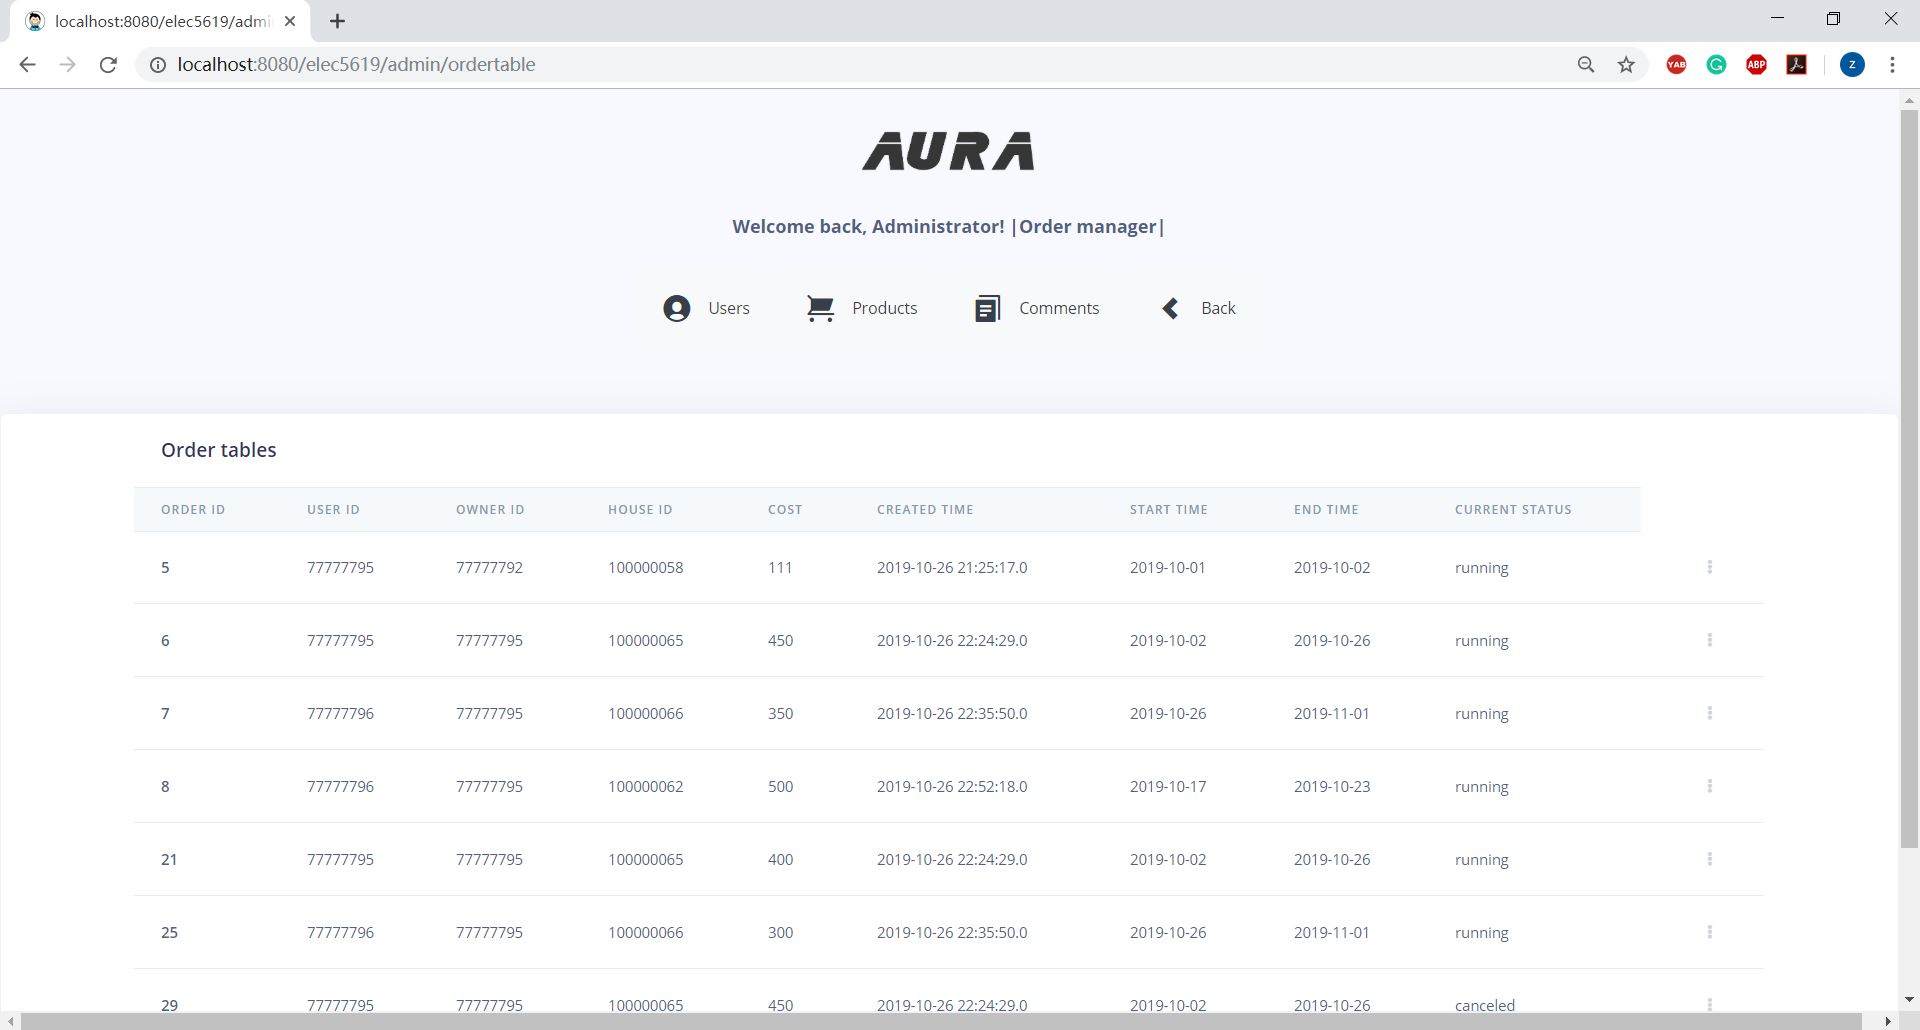 localhost:8080/elec5619/admi
localhost:8080/elec5619/admin/ordertable
YAB
G
ABP
Z
AURA
Welcome back, Administrator! |Order manager|
Users Products Comments Back
Order tables
ORDER ID USER ID OWNER ID HOUSE ID COST CREATED TIME START TIME END TIME CURRENT STATUS
5 77777795 77777792 100000058 111 2019-10-26 21:25:17.0 2019-10-01 2019-10-02 running
6 77777795 77777795 100000065 450 2019-10-26 22:24:29.0 2019-10-02 2019-10-26 running
7 77777796 77777795 100000066 350 2019-10-26 22:35:50.0 2019-10-26 2019-11-01 running
8 77777796 77777795 100000062 500 2019-10-26 22:52:18.0 2019-10-17 2019-10-23 running
21 77777795 77777795 100000065 400 2019-10-26 22:24:29.0 2019-10-02 2019-10-26 running
25 77777796 77777795 100000066 300 2019-10-26 22:35:50.0 2019-10-26 2019-11-01 running
29 77777795 77777795 100000065 450 2019-10-26 22:24:29.0 2019-10-02 2019-10-26 canceled